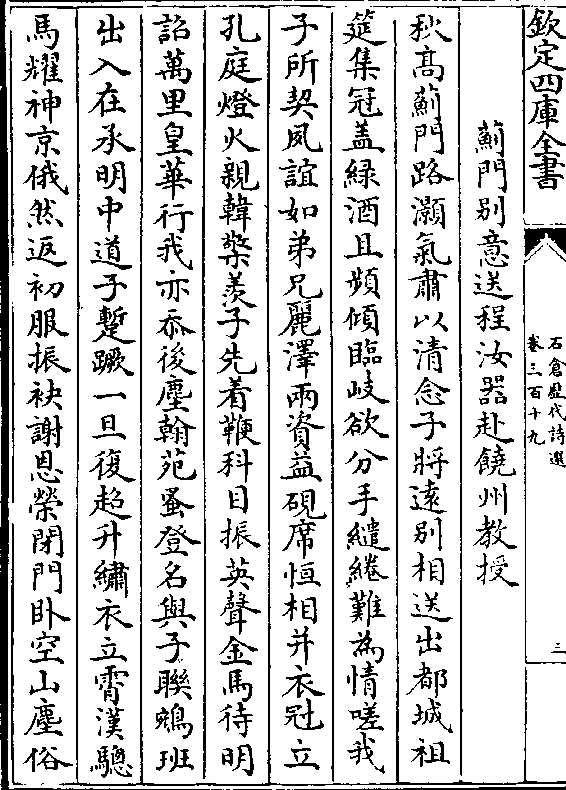 欽定四庫全書
石倉歷代詩選
卷三百十九
三
薊門別意送程汝器赴饒州教授
秋髙薊門路灝氣肅以清念子將逺别相送出都城祖
筵集冠盖緑酒且頻傾臨岐欲分手繾綣難為情嗟我
子所契夙誼如弟兄麗澤兩資益硯席恒相并衣冠立
孔庭燈火親韓檠羨子先着鞭科目振英聲金馬待明
詔萬里皇華行我亦忝後塵翰苑蚤登名與子聯鵷班
出入在承明中道子蹔蹶一旦復超升繡衣立霄漢驄
馬耀神京俄然返初服振袂謝恩榮閉門卧空山塵俗